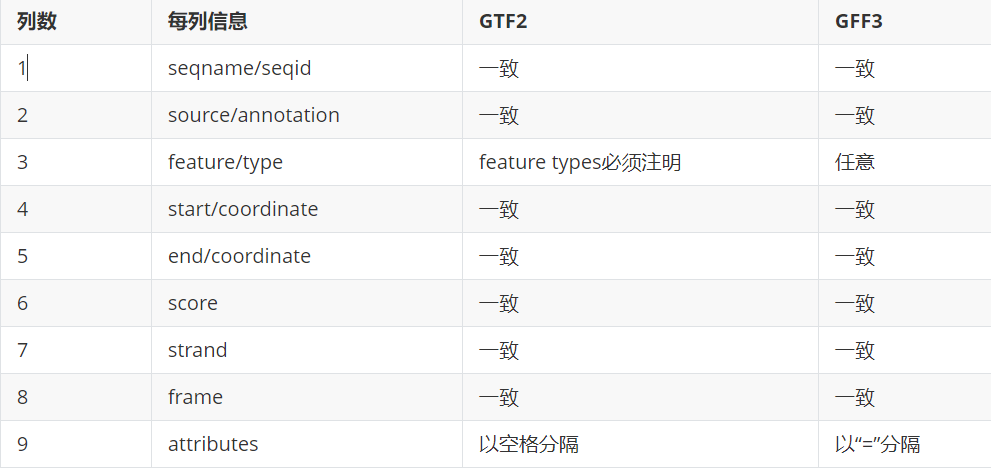 列数 每列信息 GTF2 GFF3
1 seqname/seqid 一致 一致
2 source/annotation 一致 一致
3 feature/type feature types必须注明 任意
4 start/coordinate 一致 一致
5 end/coordinate 一致 一致
6 score 一致 一致
7 strand 一致 一致
8 frame 一致 一致
9 attributes 以空格分隔 以“=”分隔